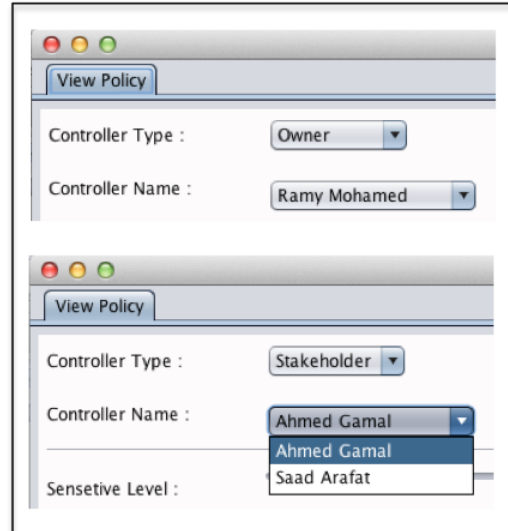 View Policy
Controller Type : Owner
Controller Name : Ramy Mohamed
View Policy
Controller Type : Stakeholder
Controller Name : Ahmed Gamal
Ahmed Gamal
Saad Arafat
Sensetive Level :